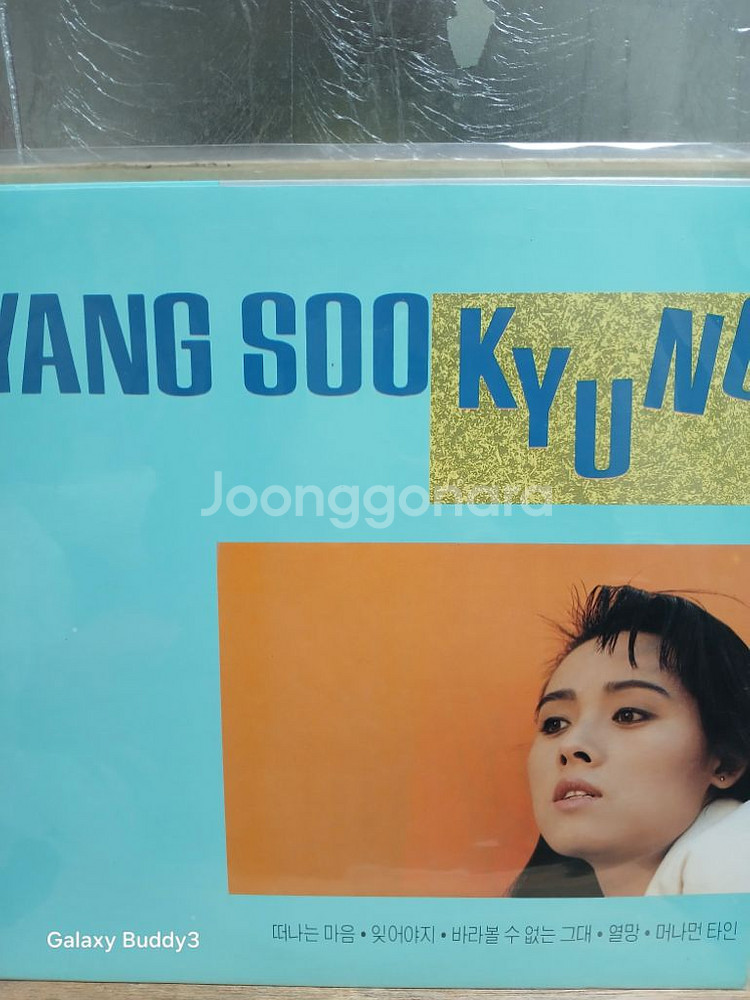 YANG SOO KYUNG
Joonggonara
떠나는 마음 • 잊어야지 • 바라볼 수 없는 그대 • 열망 • 머나먼 타인
Galaxy Buddy3